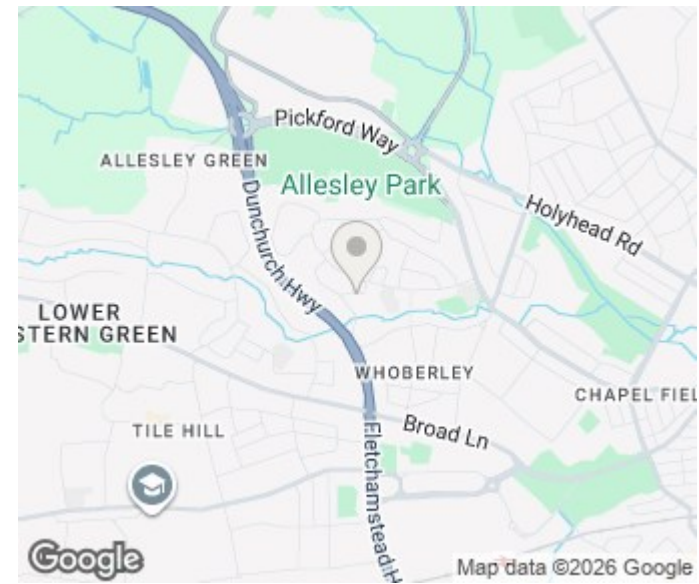 Pickford Way
ALLESLEY GREEN
Allesley Park
Holyhead Rd
Dunchurch Hwy
LOWER
STERN GREEN
WHOBERLEY
CHAPEL FIEL
TILE HILL
Broad Ln
Fletchamstead H
Google
Map data ©2026 Google